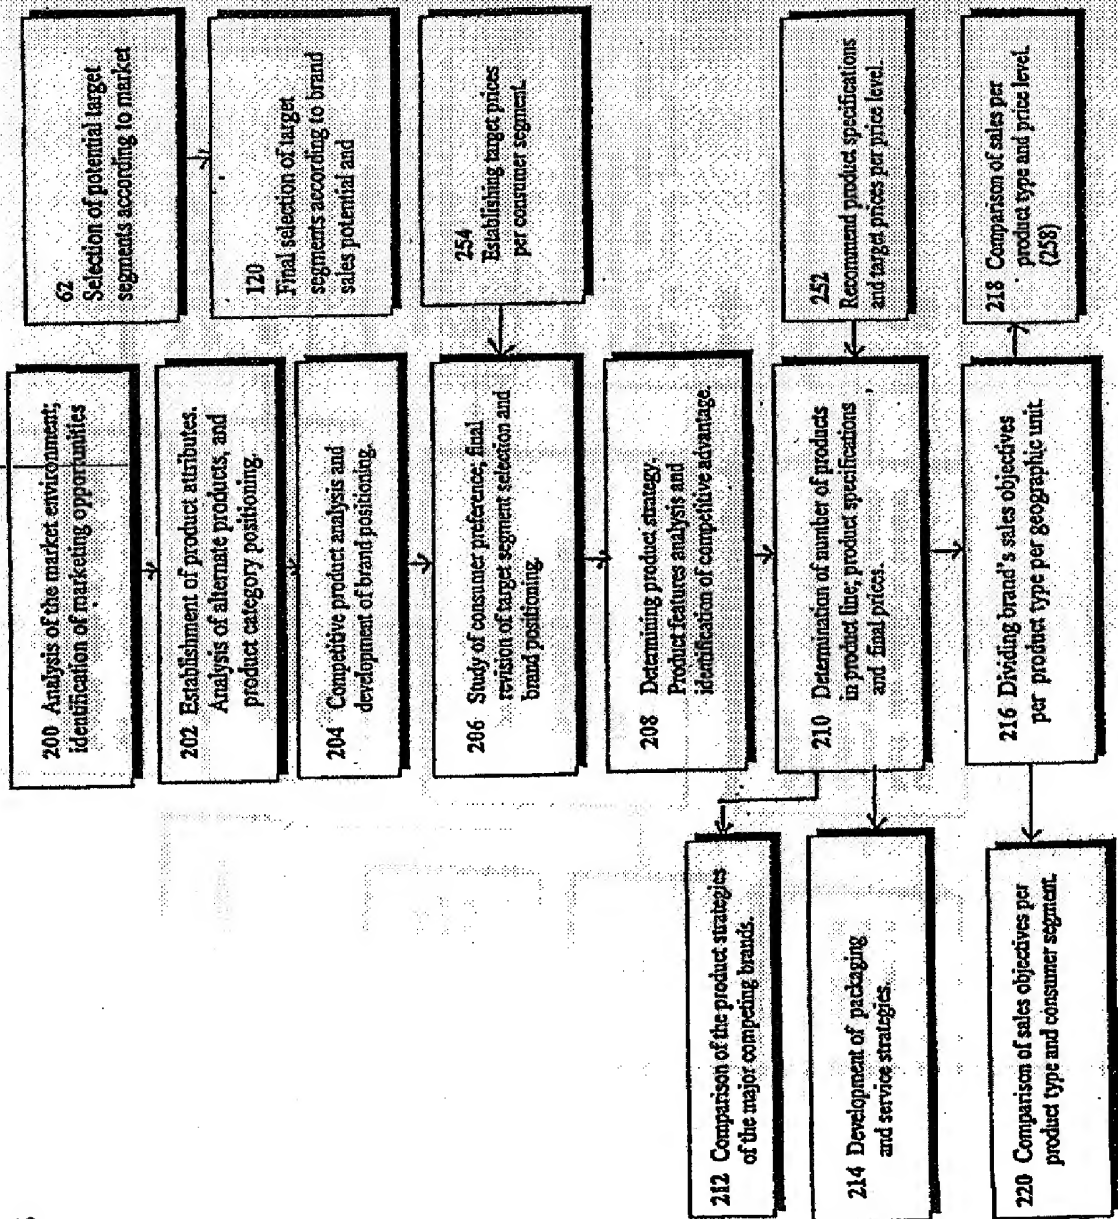 62
Selection of potential target
segments according to market
120
Final selection of target
segments according to brand
sales potential and
254
Establishing target prices
per consumer segment.
252
Recommend product specifications
and target prices per price level.
218 Comparison of sales per
product type and price level.
(258)
200 Analysis of the market environment;
identification of marketing opportunities
202 Establishment of product attributes.
Analysis of alternate products, and
product category positioning.
204 Competitive product analysis and
development of brand positioning.
206 Study of consumer preference; final
revision of target segment selection and
brand positioning.
208 Determining product strategy.
Product features analysis and
identification of competitive advantage.
210 Determination of number of products
in product line, product specifications
and final prices.
216 Dividing brand's sales objectives
per product type per geographic unit.
212 Comparison of the product strategies
of the major competing brands.
214 Development of packaging
and service strategies.
220 Comparison of sales objectives per
product type and consumer segment.